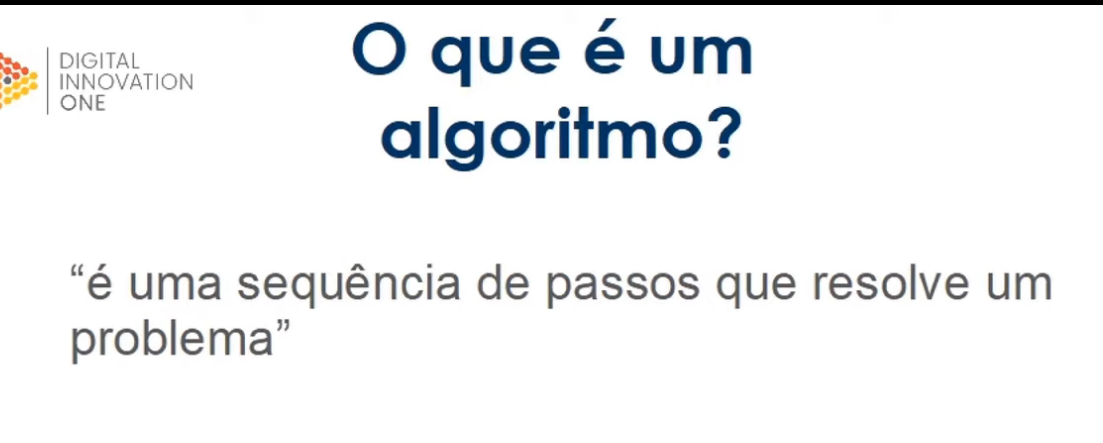 DIGITAL
INNOVATION
ONE
O que é um
algoritmo?
“é uma sequência de passos que resolve um
problema”